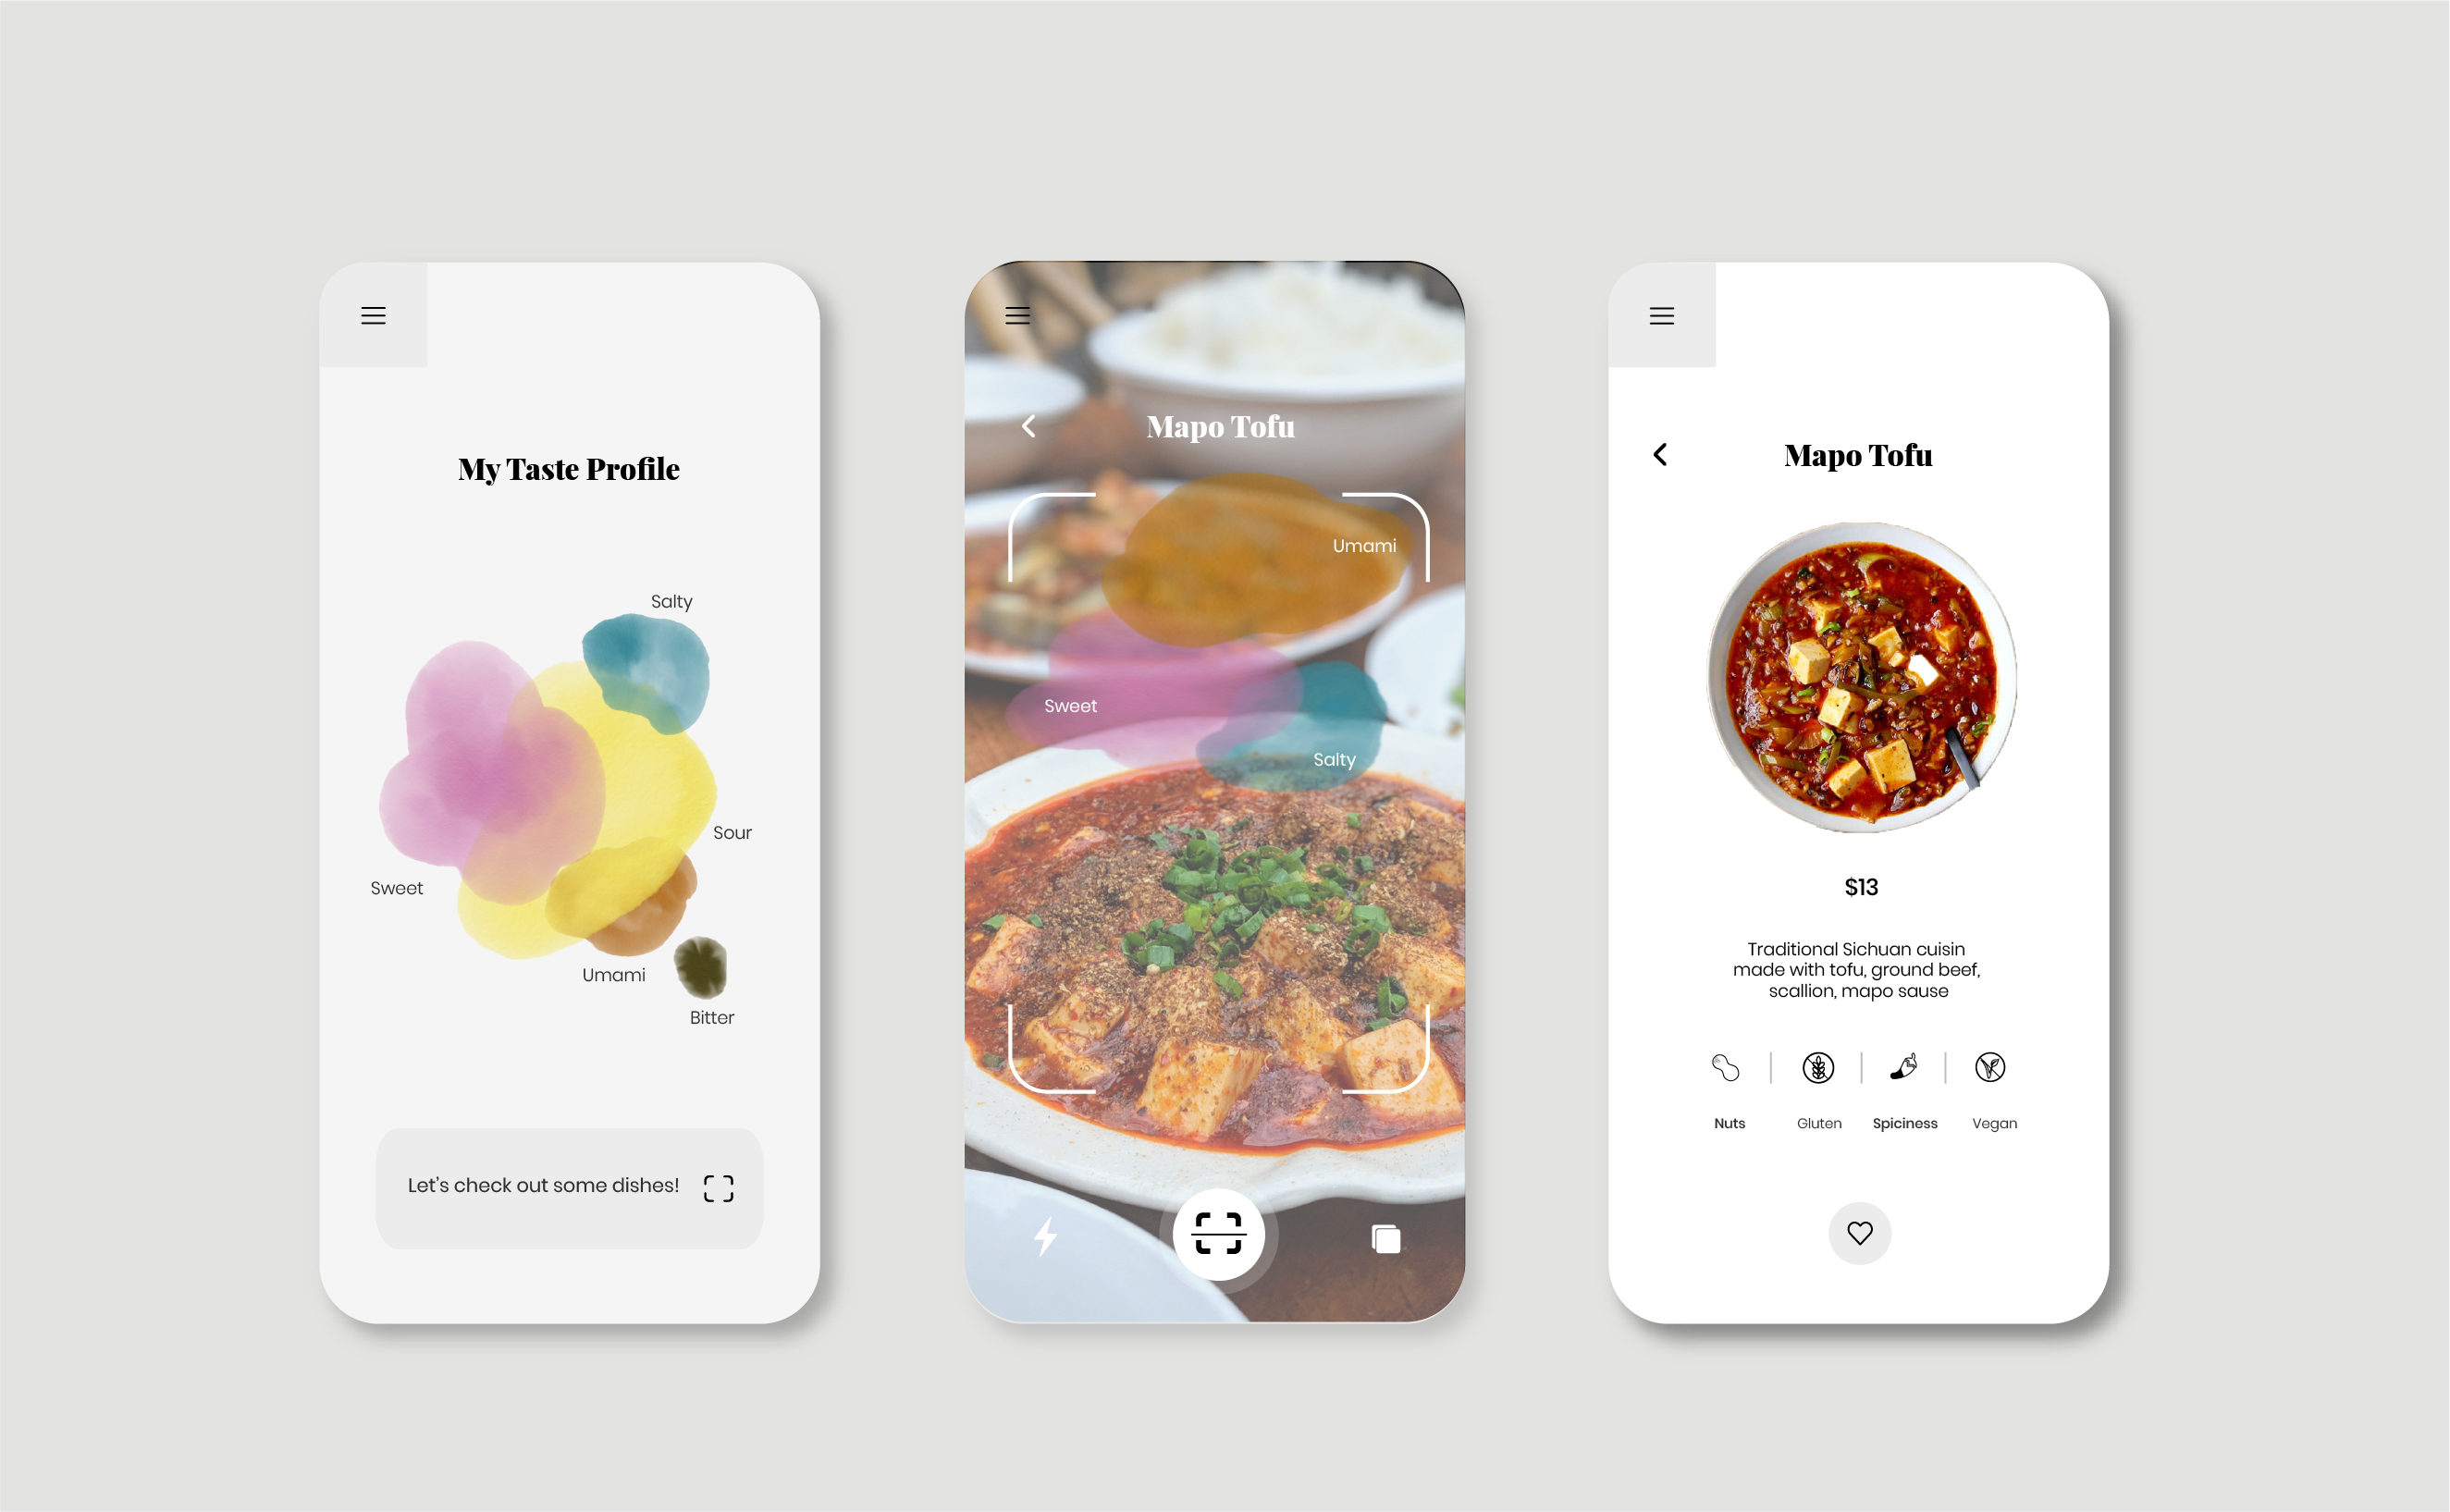 My Taste Profile
Salty
Sour
Sweet
Umami
Bitter
Let's check out some dishes!
Mapo Tofu
Umami
Sweet
Salty
Mapo Tofu
$13
Traditional Sichuan cuisin
made with tofu, ground beef,
scallion, mapo sause
Nuts
Gluten
Spiciness
Vegan